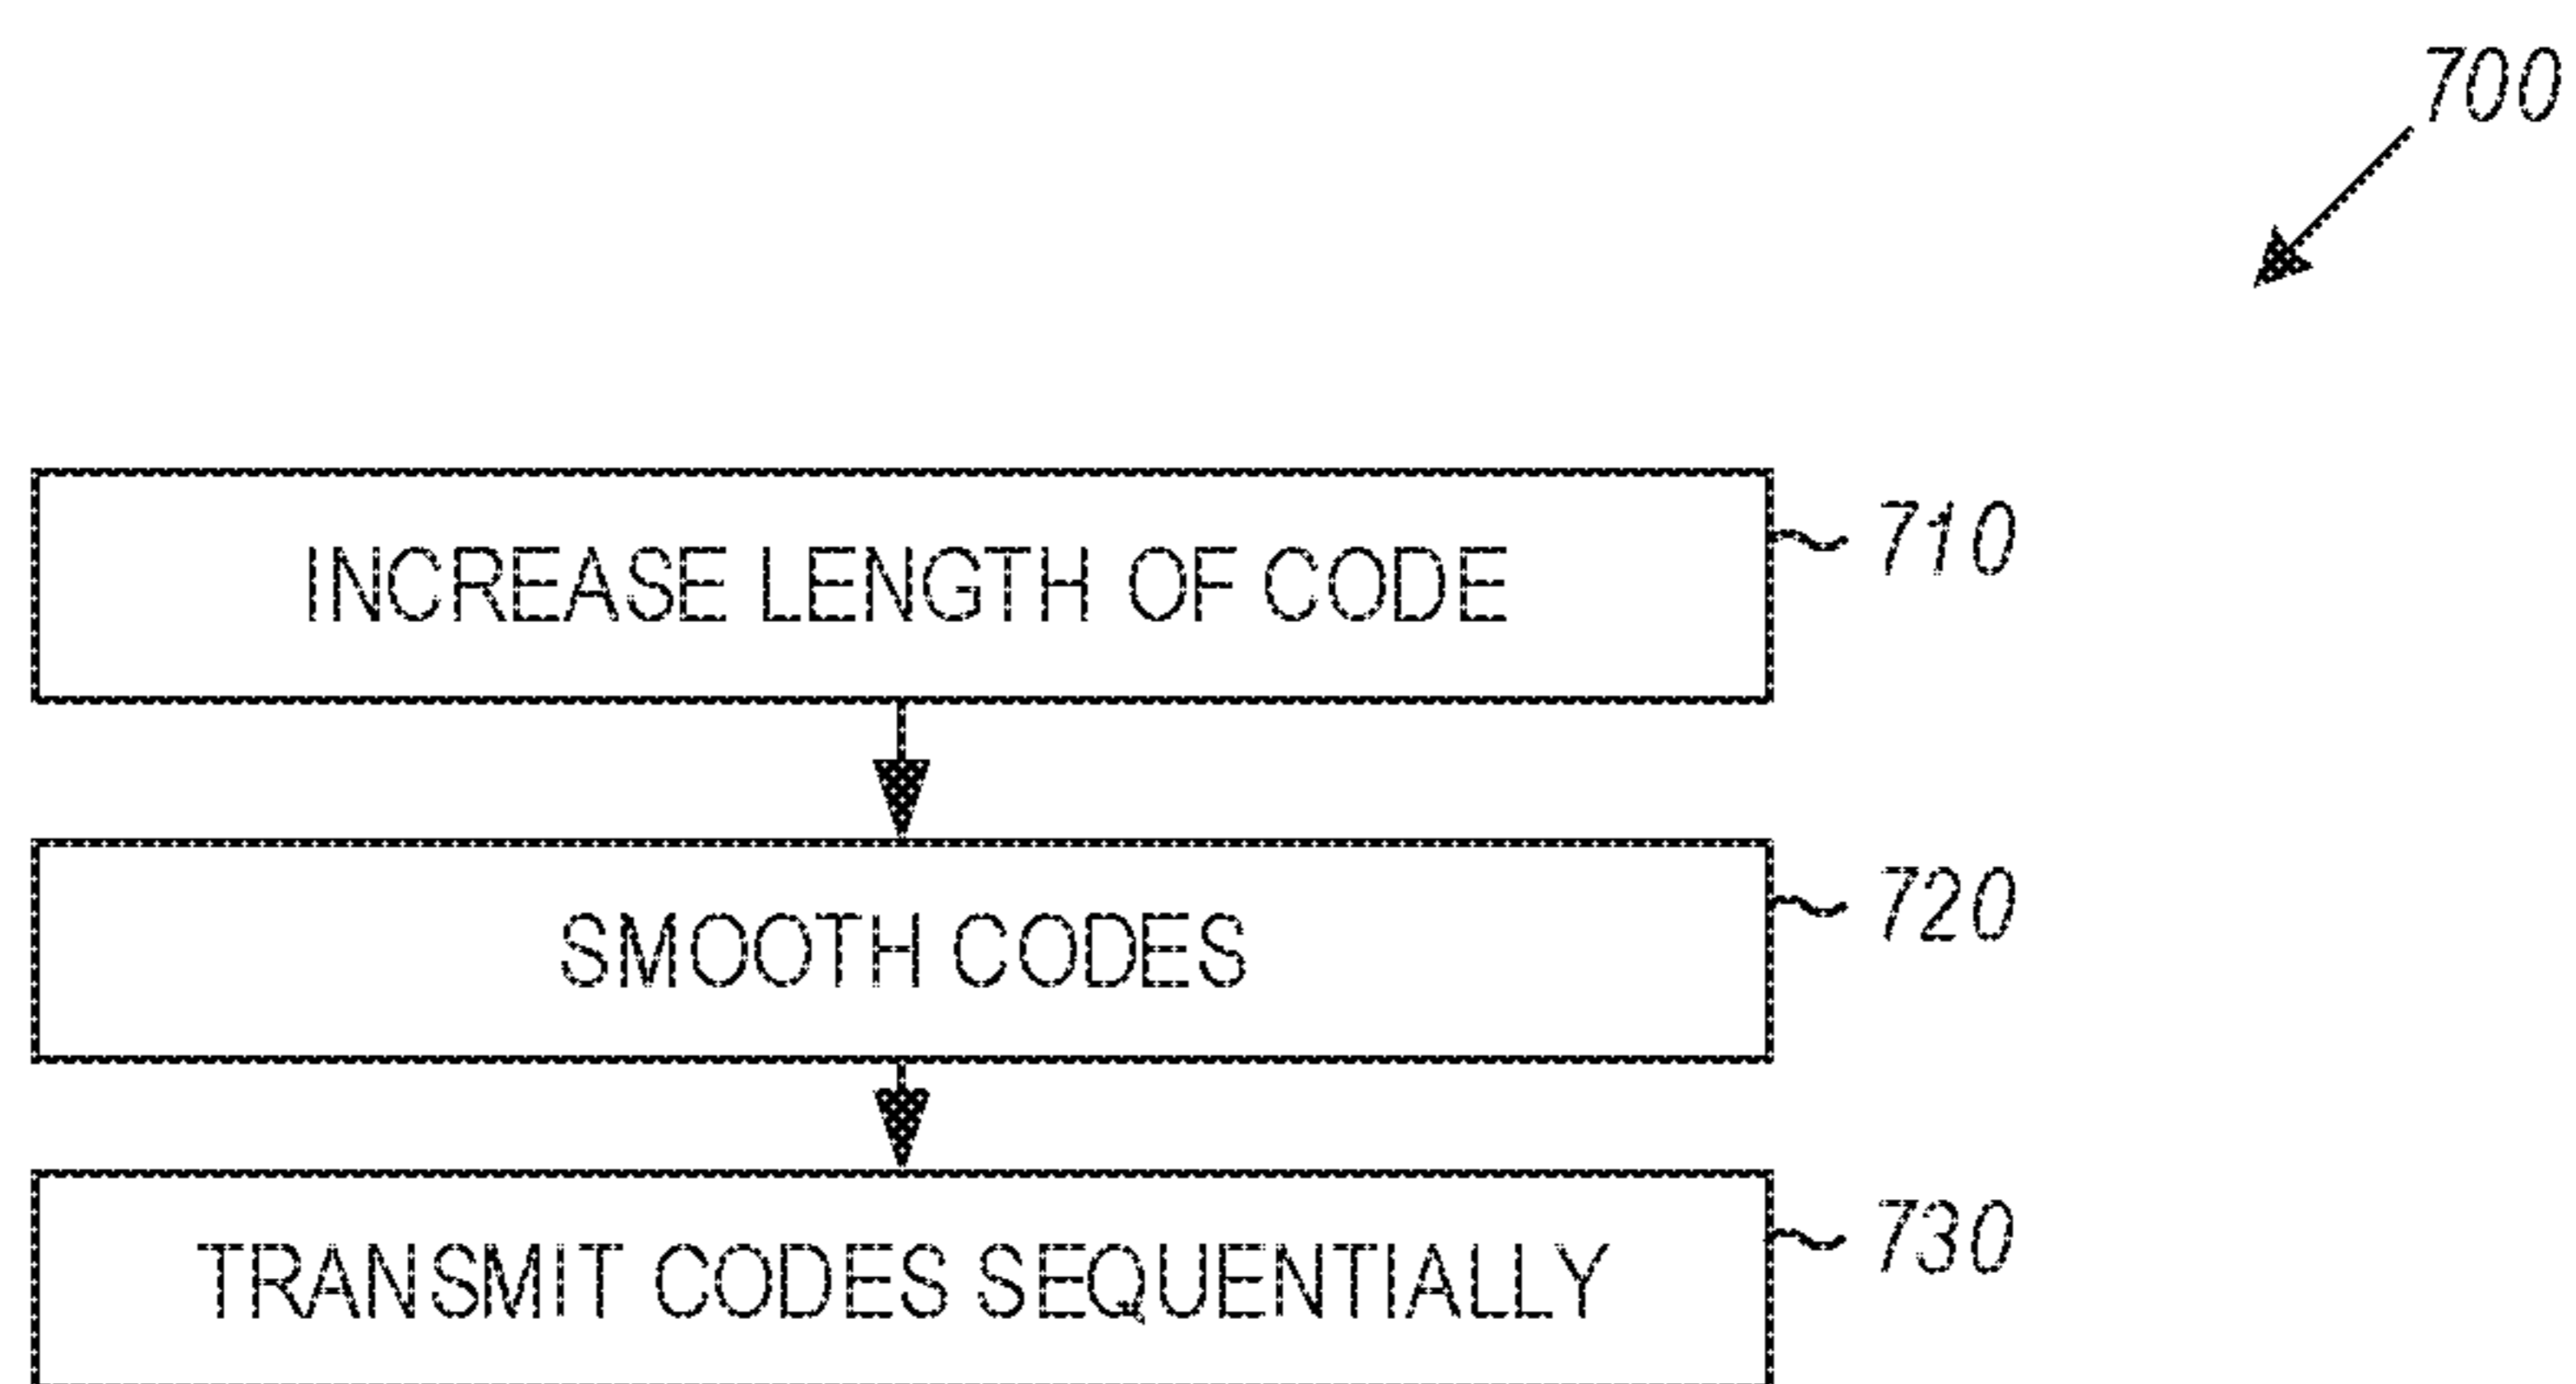 700
INCREASE LENGTH OF CODE
710
SMOOTH CODES
720
TRANSMIT CODES SEQUENTIALLY
730